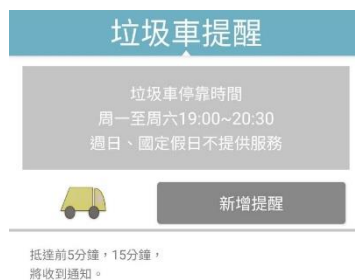 垃圾車提醒
垃圾車停靠時間
周一至周六19:00~20:30
週日、國定假日不提供服務
新增提醒
抵達前5分鐘，15分鐘，
將收到通知。